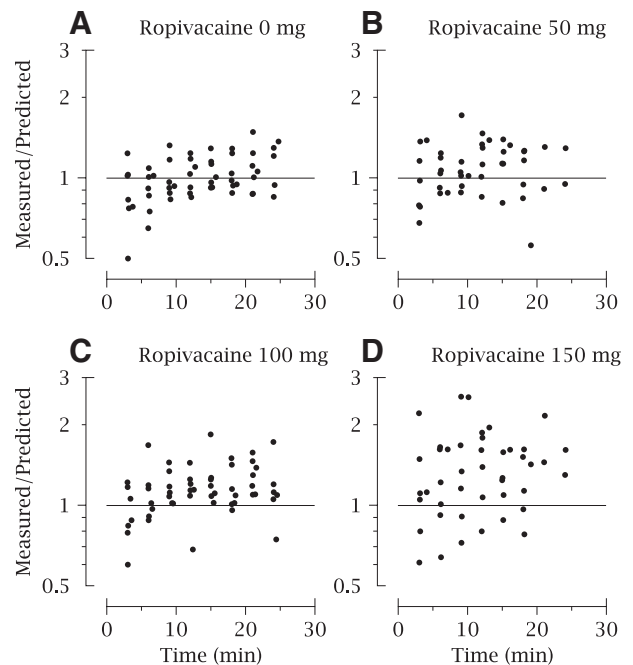 A Ropivacaine 0 mg
B Ropivacaine 50 mg
Measured/Predicted
3
2
1
0.5
0 10 20 30
3
2
1
0.5
0 10 20 30
C Ropivacaine 100 mg
D Ropivacaine 150 mg
Measured/Predicted
3
2
1
0.5
0 10 20 30
Time (min)
3
2
1
0.5
0 10 20 30
Time (min)